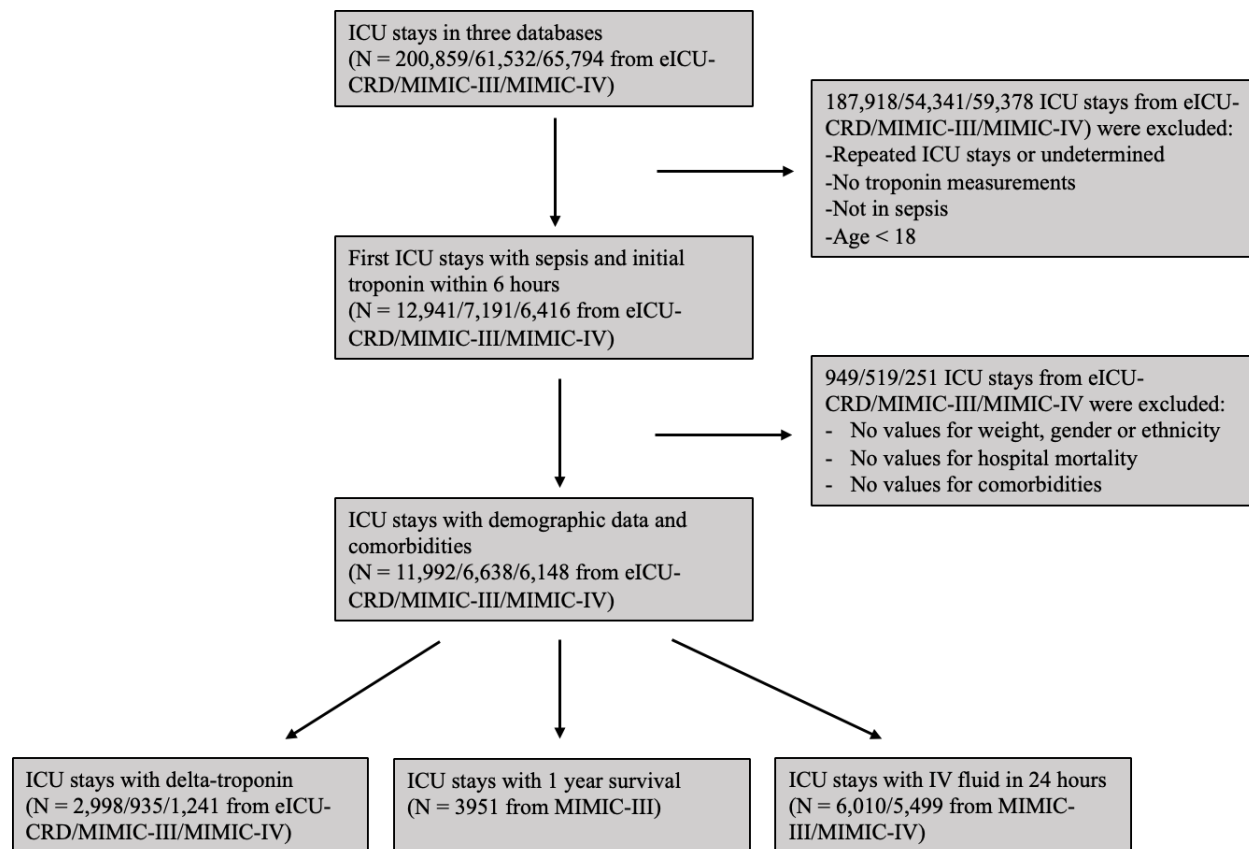 ICU stays in three databases
(N = 200,859/61,532/65,794 from eICU-
CRD/MIMIC-III/MIMIC-IV)
187,918/54,341/59,378 ICU stays from eICU-
CRD/MIMIC-III/MIMIC-IV) were excluded:
-Repeated ICU stays or undetermined
-No troponin measurements
-Not in sepsis
-Age < 18
First ICU stays with sepsis and initial
troponin within 6 hours
(N = 12,941/7,191/6,416 from eICU-
CRD/MIMIC-III/MIMIC-IV)
949/519/251 ICU stays from eICU-
CRD/MIMIC-III/MIMIC-IV were excluded:
- No values for weight, gender or ethnicity
- No values for hospital mortality
- No values for comorbidities
ICU stays with demographic data and
comorbidities
(N = 11,992/6,638/6,148 from eICU-
CRD/MIMIC-III/MIMIC-IV)
ICU stays with delta-troponin
(N = 2,998/935/1,241 from eICU-
CRD/MIMIC-III/MIMIC-IV)
ICU stays with 1 year survival
(N = 3951 from MIMIC-III)
ICU stays with IV fluid in 24 hours
(N = 6,010/5,499 from MIMIC-
III/MIMIC-IV)